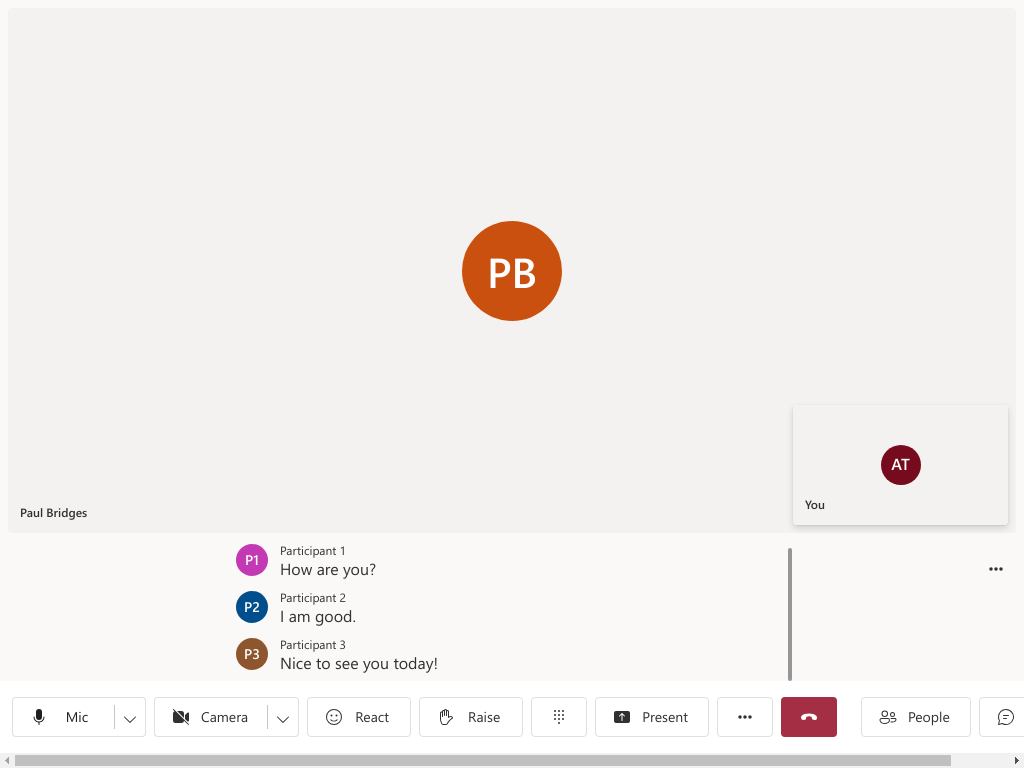 PB
AT
You
Paul Bridges
P1
Participant 1
How are you?
P2
Participant 2
I am good.
P3
Participant 3
Nice to see you today!
Mic
Camera
React
Raise
Present
People